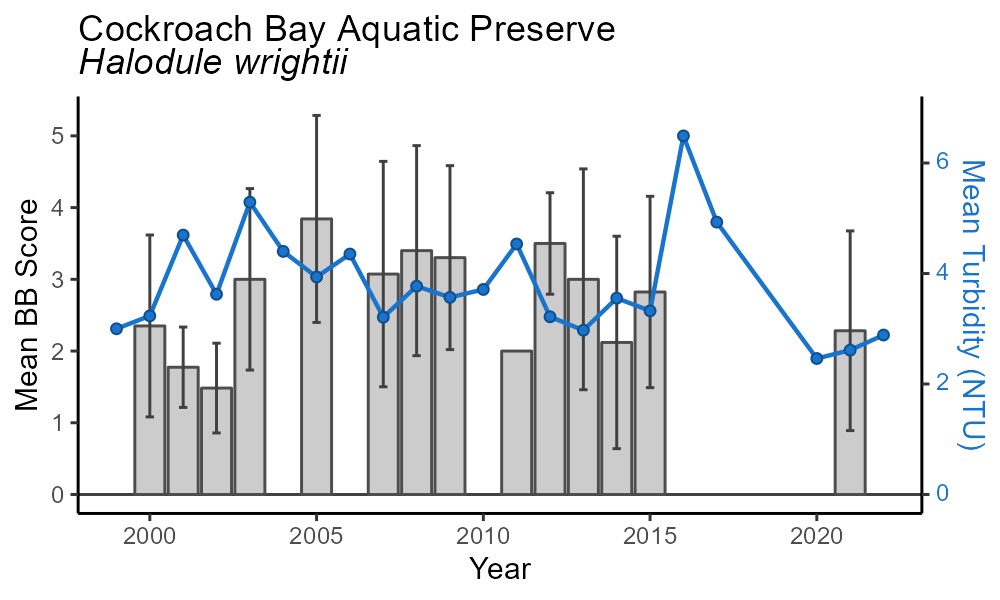 Cockroach Bay Aquatic Preserve
Halodule wrightii
Mean BB Score
5
4
3
2
1
0
6
4
2
0
Mean Turbidity (NTU)
2000 2005 2010 2015 2020
Year